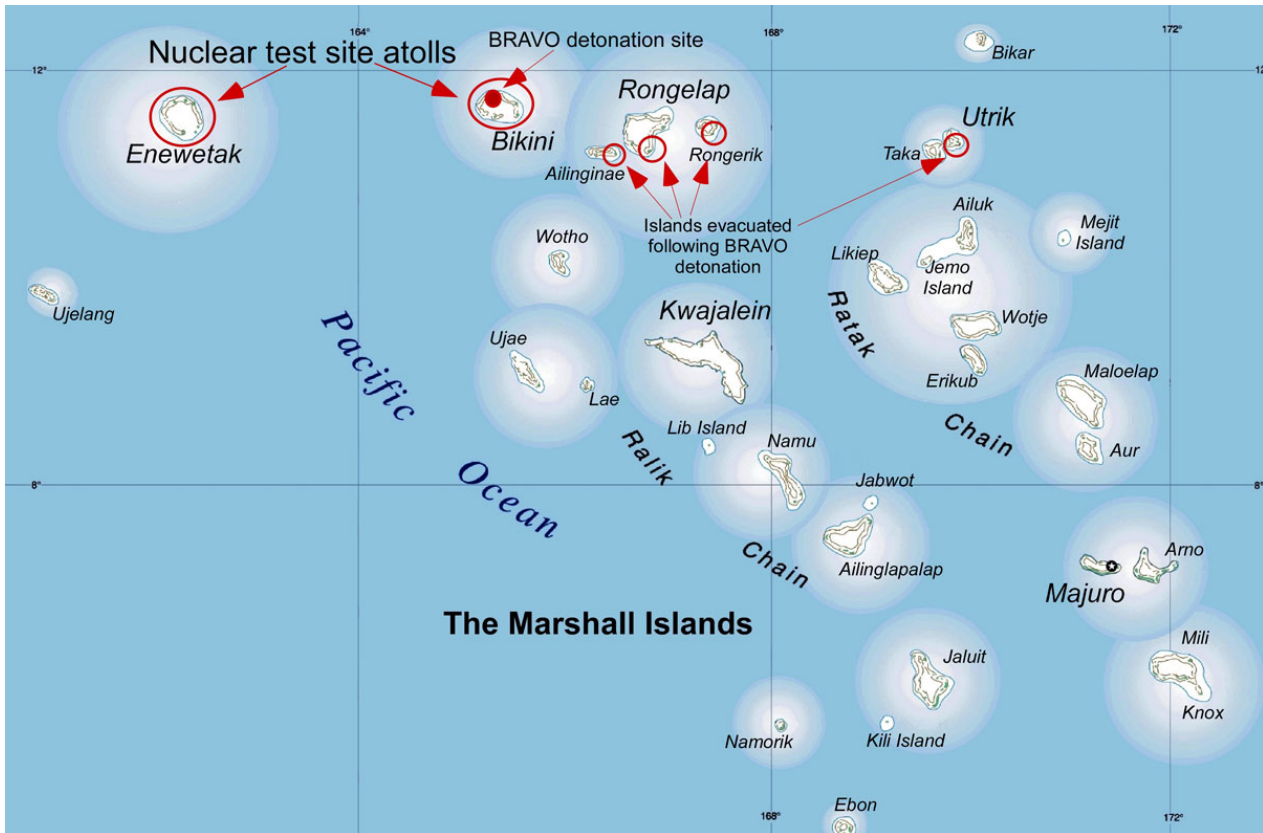 164°
168°
172°
12°
12°
Nuclear test site atolls
BRAVO detonation site
Bikar
Rongelap
Utrik
Enewetak
Bikini
Ailinginae
Rongerik
Taka
Islands evacuated
following BRAVO
detonation
Ailuk
Mejit
Island
Wotho
Likiep
Jemo
Island
Ujelang
Kwajalein
Ratak
Wotje
Pacific
Ujae
Erikub
Maloelap
Lae
Lib Island
Ralik
Namu
Chain
Aur
8°
8°
Ocean
Jabwot
Chain
Ailinglapalap
Arno
Majuro
The Marshall Islands
Mili
Jaluit
Knox
Namorik
Kili Island
Ebon
168°
172°